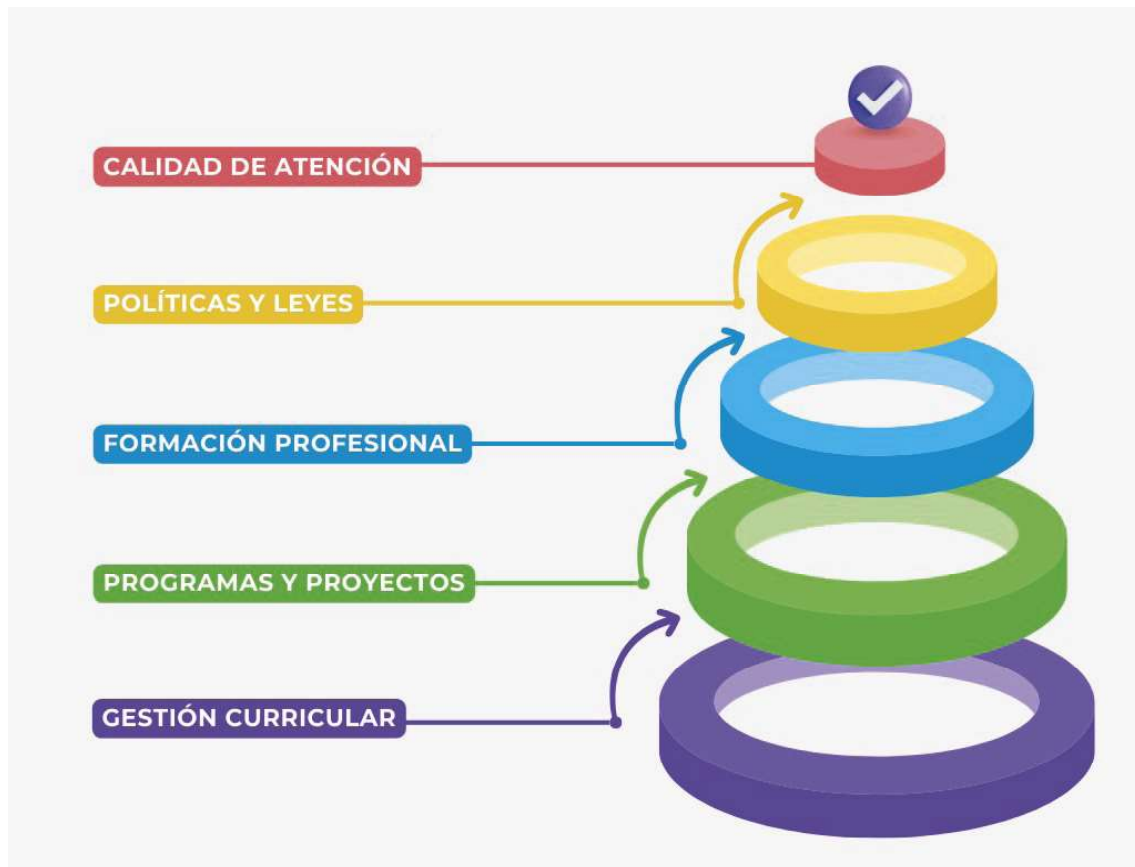 CALIDAD DE ATENCIÓN
POLÍTICAS Y LEYES
FORMACIÓN PROFESIONAL
PROGRAMAS Y PROYECTOS
GESTIÓN CURRICULAR